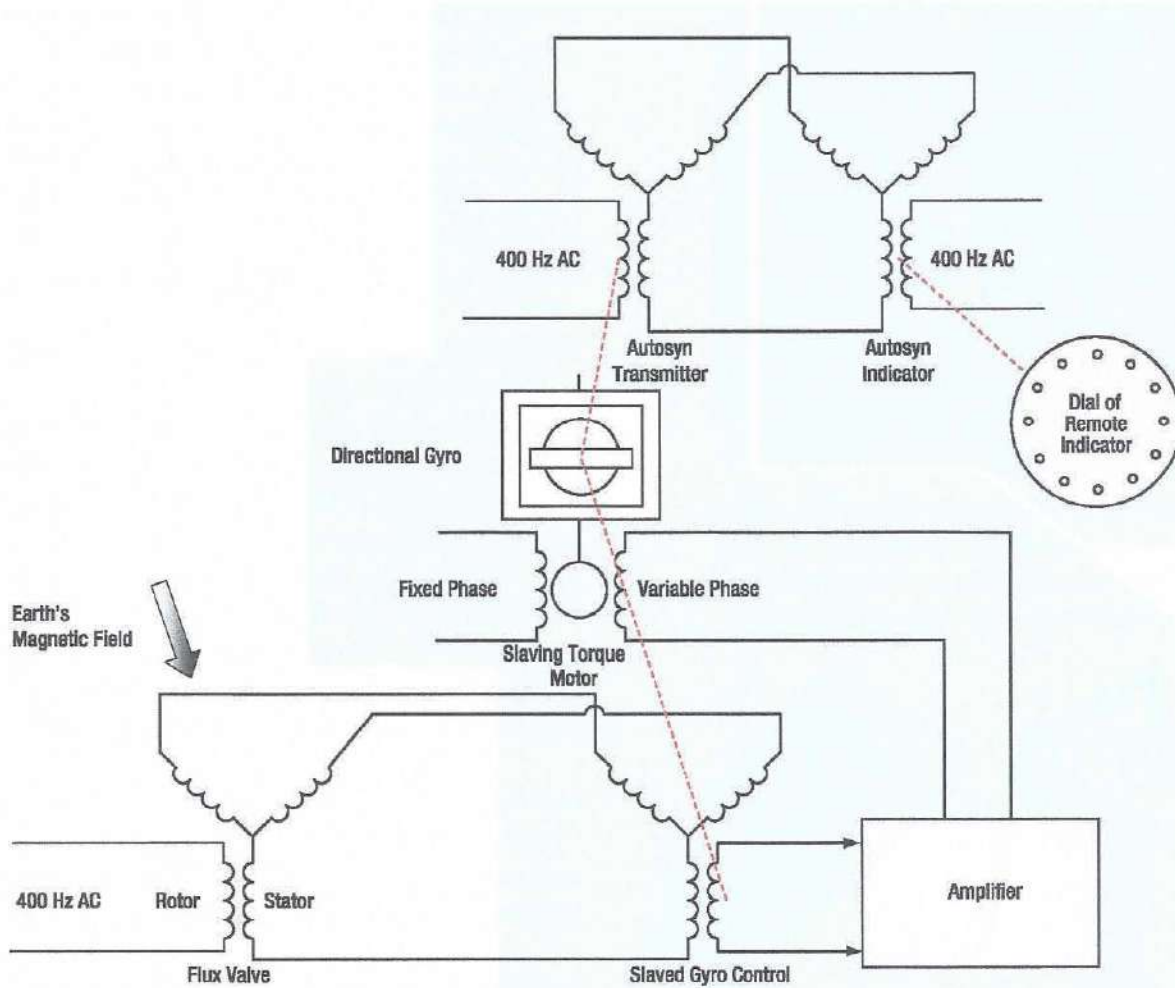 400 Hz AC
400 Hz AC
Autosyn
Transmitter
Autosyn
Indicator
Dial of
Remote
Indicator
Directional Gyro
Fixed Phase
Variable Phase
Earth's
Magnetic Field
Slaving Torque
Motor
400 Hz AC
Rotor
Stator
Amplifier
Flux Valve
Slaved Gyro Control